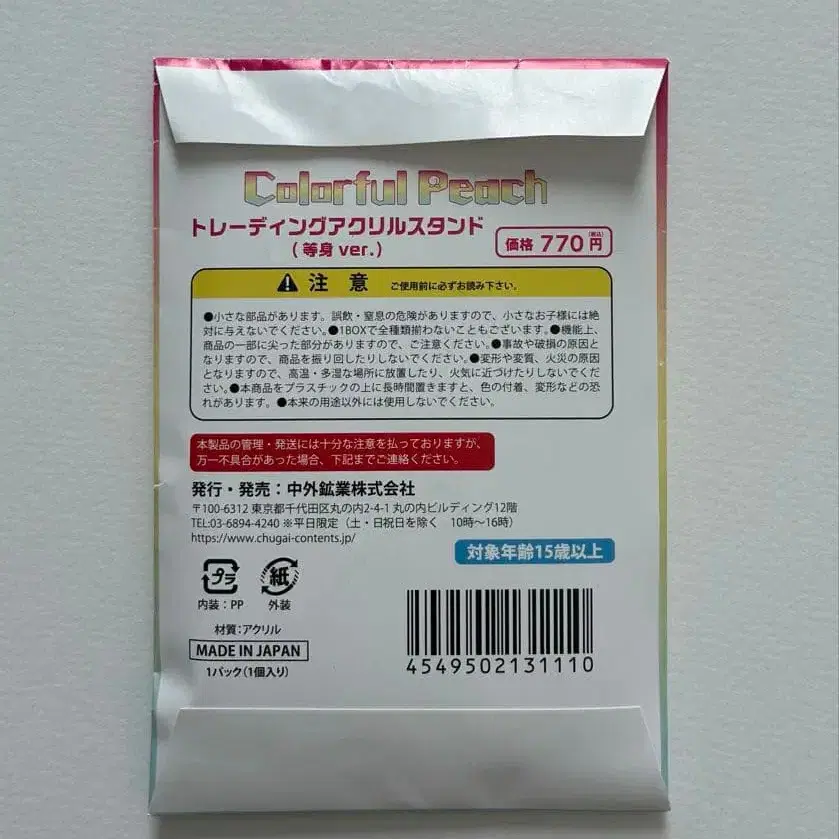 Colorful Peach
トレーディングアクリルスタンド
(等身 ver.)
価格 770円(税込)
注 意 ご使用前に必ずお読み下さい。
●小さな部品があります。誤飲・窒息の危険がありますので、小さなお子様には絶
対に与えないでください。●1BOXで全種類揃わないこともございます。●機能上、
商品の一部に尖った部分がありますので、ご注意ください。●事故や破損の原因と
なりますので、商品を振り回したりしないでください。●変形や変質、火災の原因
となりますので、高温・多湿な場所に放置したり、火気に近づけたりしないでくだ
さい。●本商品をプラスチックの上に長時間置きますと、色の付着、変形などの恐
れがあります。●本来の用途以外には使用しないでください。
本製品の管理・発送には十分な注意を払っておりますが、
万一不具合があった場合、下記までご連絡ください。
発行・発売：中外鉱業株式会社
〒100-6312 東京都千代田区丸の内2-4-1 丸の内ビルディング12階
TEL:03-6894-4240 ※平日限定（土・日祝日を除く 10時～16時）
https://www.chugai-contents.jp/
対象年齢15歳以上
プラ 紙
内装：PP 外装
材質：アクリル
MADE IN JAPAN
1パック（1個入り）
4549502131110